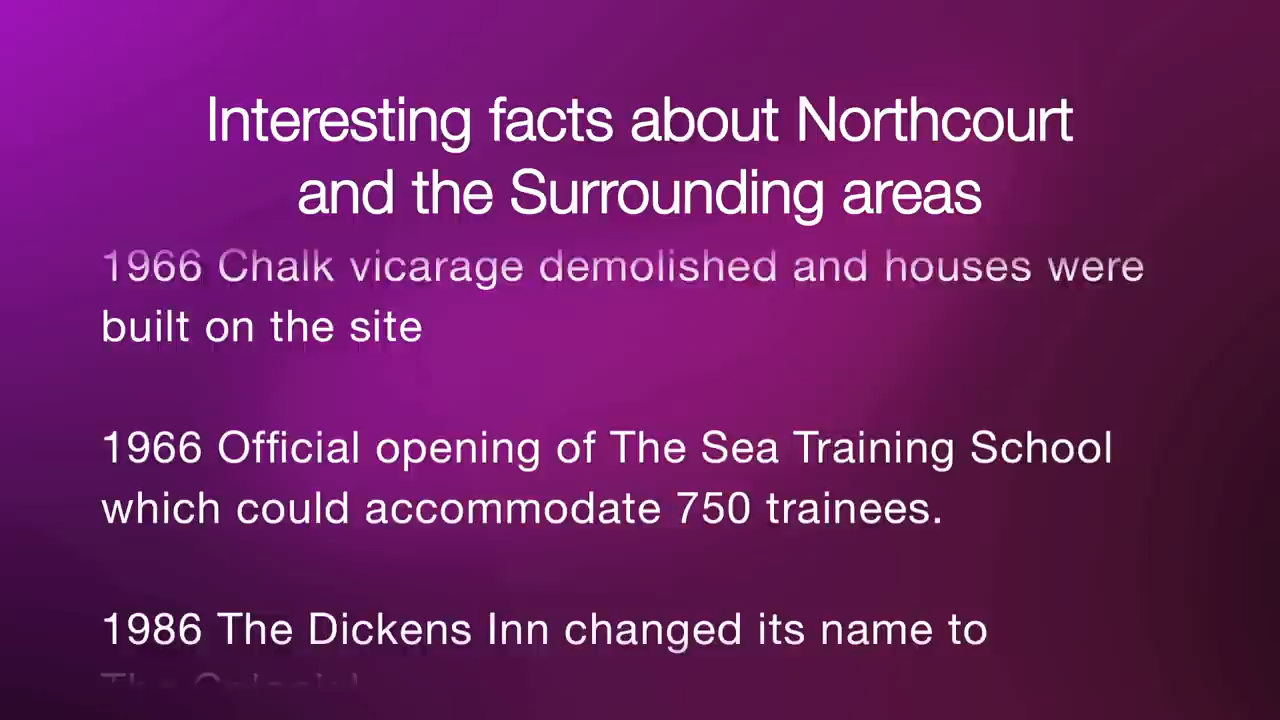 Interesting facts about Northcourt
and the Surrounding areas
1966 Chalk vicarage demolished and houses were
built on the site
1966 Official opening of The Sea Training School
which could accommodate 750 trainees.
1986 The Dickens Inn changed its name to
The